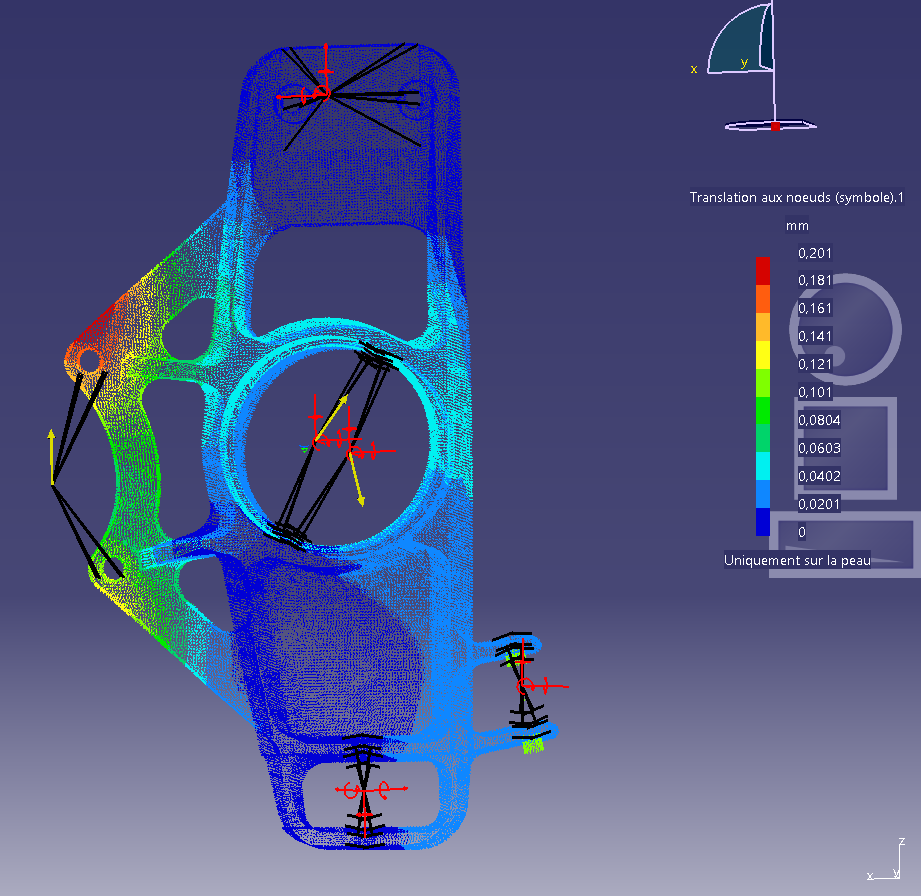 x
y
Translation aux noeuds (symbole).1
mm
0,201
0,181
0,161
0,141
0,121
0,101
0,0804
0,0603
0,0402
0,0201
0
Uniquement sur la peau
z
x
y